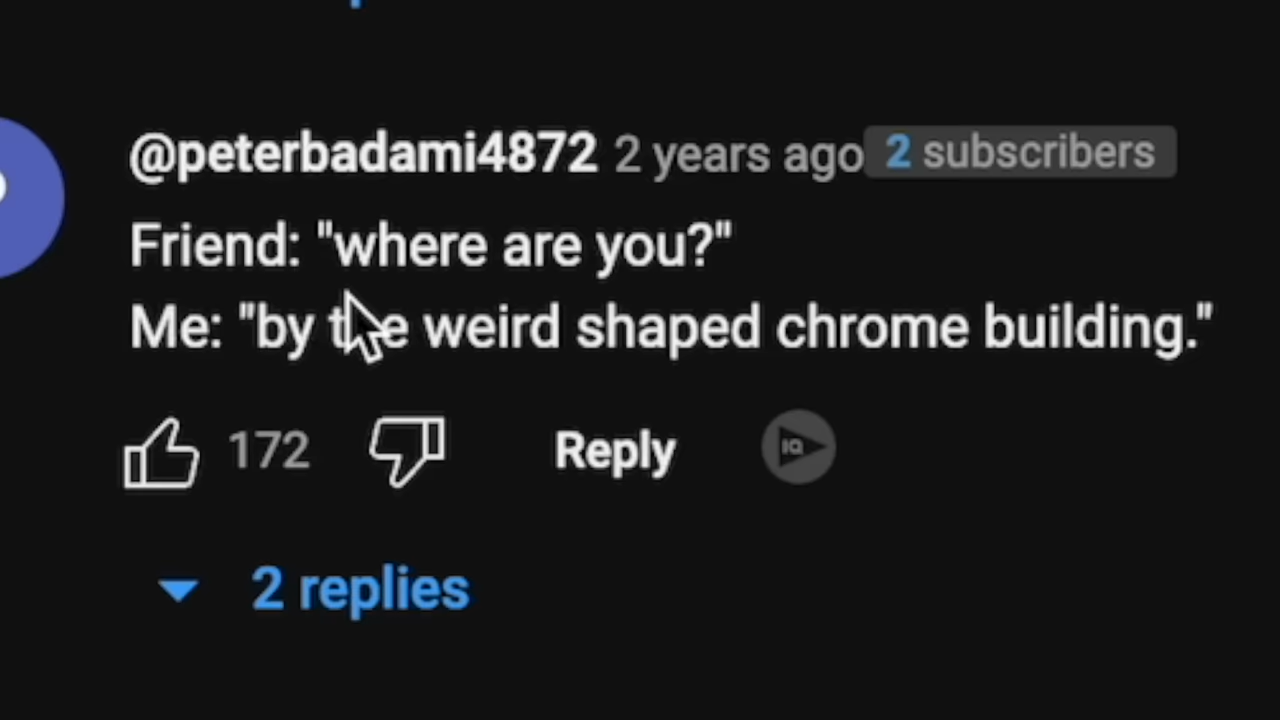 @peterbadami4872 2 years ago 2 subscribers
Friend: "where are you?"
Me: "by the weird shaped chrome building."
172 Reply IQ
2 replies